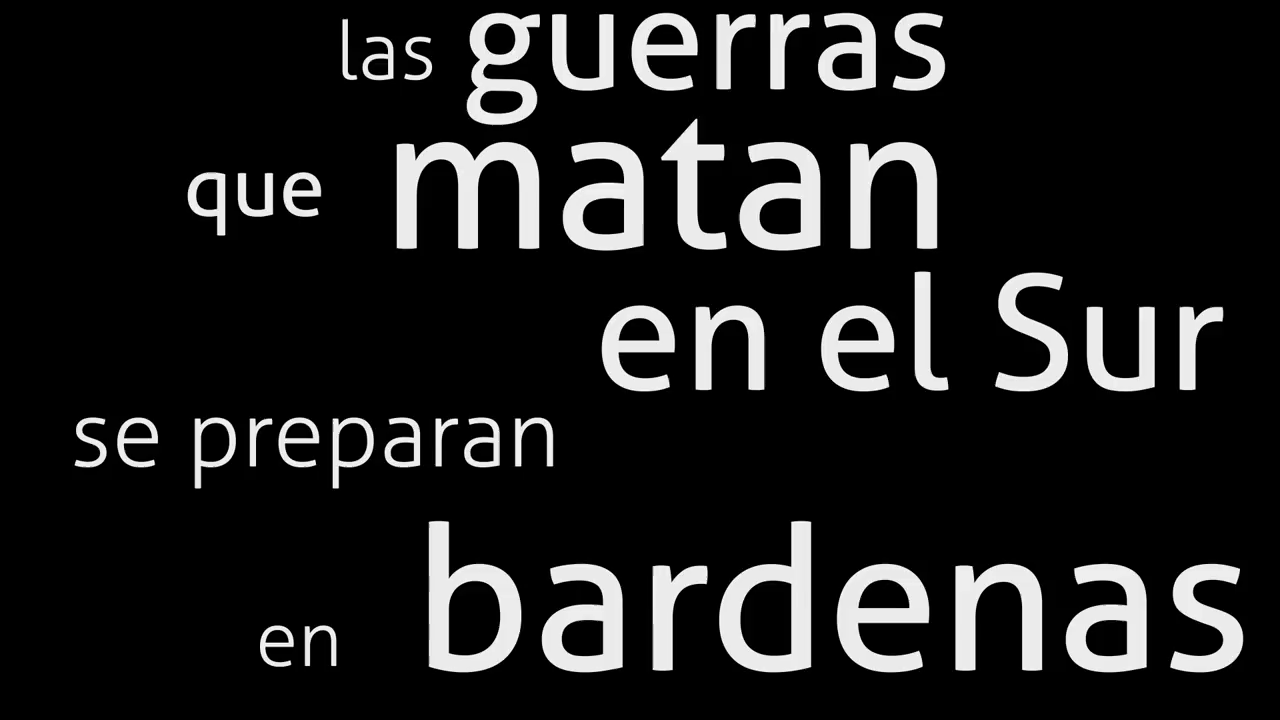 las guerras
que matan
en el Sur
se preparan
en bardenas